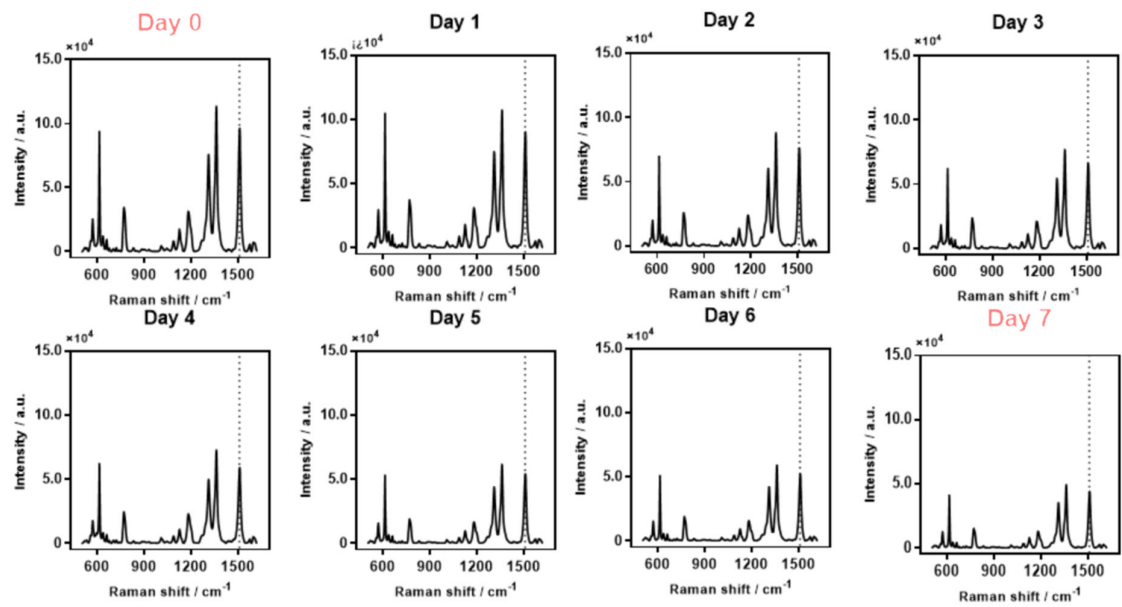 Day 0
×10⁴
15.0
10.0
5.0
0
Intensity / a.u.
600 900 1200 1500
Raman shift / cm⁻¹
Day 1
ï¿10⁴
15.0
10.0
5.0
0
Intensity / a.u.
600 900 1200 1500
Raman shift / cm⁻¹
Day 2
×10⁴
15.0
10.0
5.0
0
Intensity / a.u.
600 900 1200 1500
Raman shift / cm⁻¹
Day 3
×10⁴
15.0
10.0
5.0
0
Intensity / a.u.
600 900 1200 1500
Raman shift / cm⁻¹
Day 4
×10⁴
15.0
10.0
5.0
0
Intensity / a.u.
600 900 1200 1500
Raman shift / cm⁻¹
Day 5
×10⁴
15.0
10.0
5.0
0
Intensity / a.u.
600 900 1200 1500
Raman shift / cm⁻¹
Day 6
×10⁴
15.0
10.0
5.0
0
Intensity / a.u.
600 900 1200 1500
Raman shift / cm⁻¹
Day 7
×10⁴
15.0
10.0
5.0
0
Intensity / a.u.
600 900 1200 1500
Raman shift / cm⁻¹